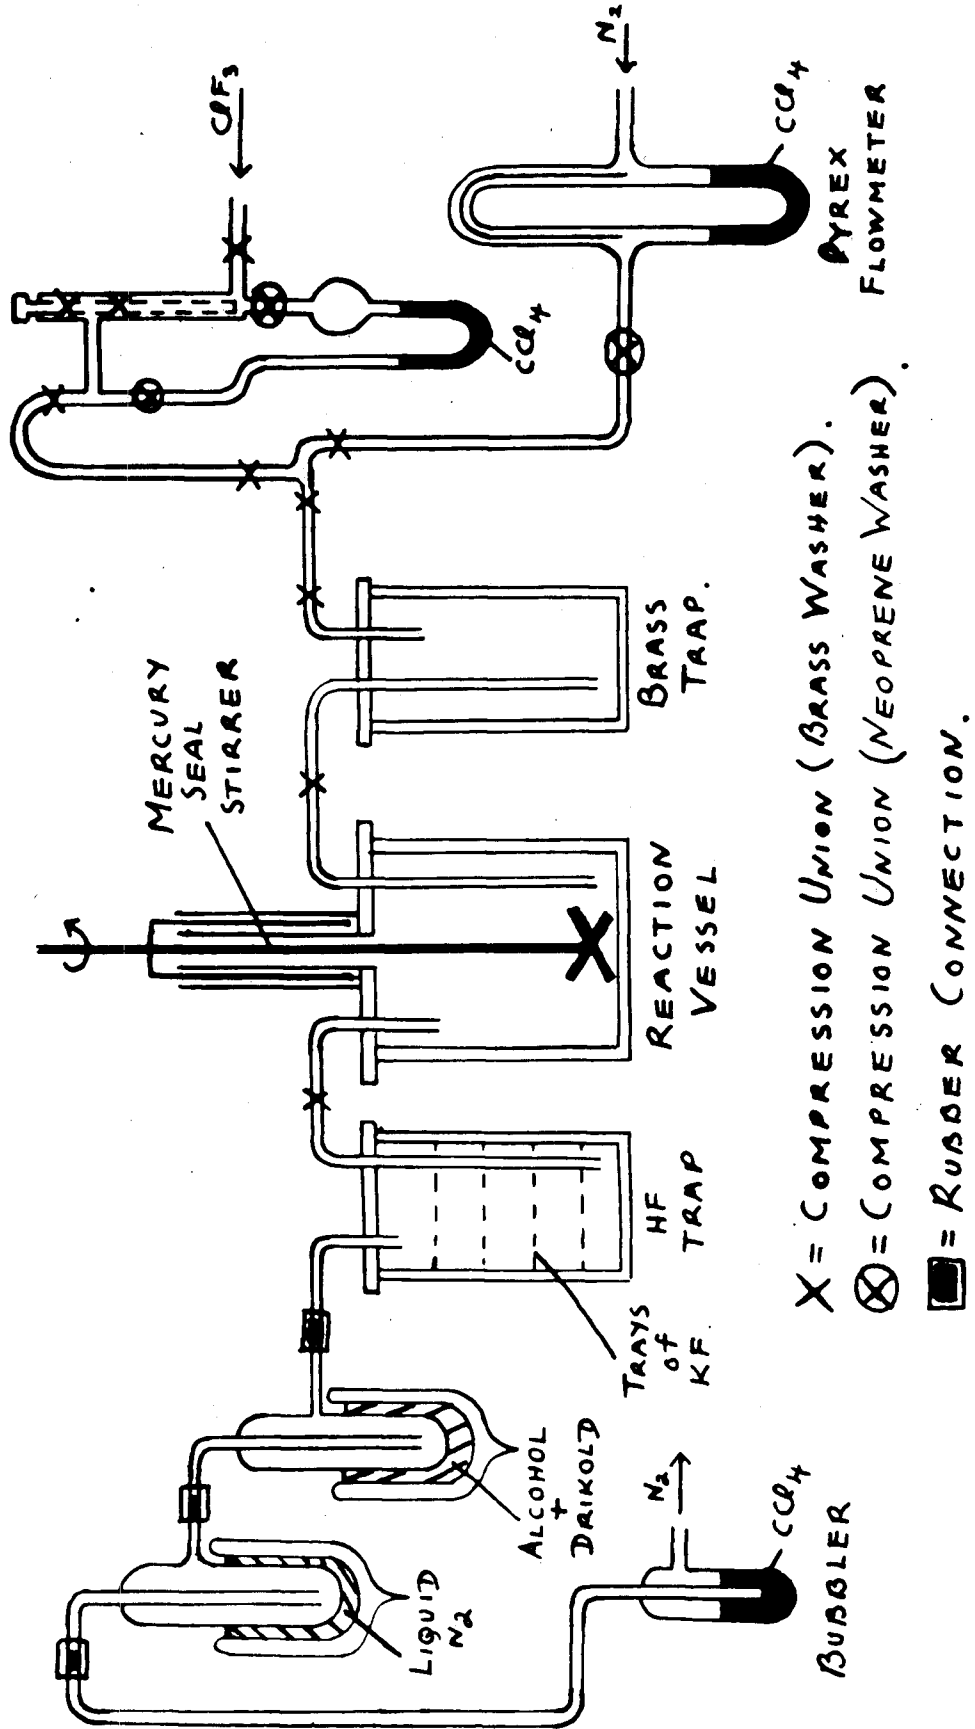 ClF₃
N₂
CCl₄
CCl₄
PYREX
FLOWMETER
MERCURY
SEAL
STIRRER
BRASS
TRAP.
REACTION
VESSEL
HF
TRAP
TRAYS
of
KF
ALCOHOL
+
DRIKOLD
LIQUID
N₂
N₂
CCl₄
BUBBLER
X = COMPRESSION UNION (BRASS WASHER).
⊗ = COMPRESSION UNION (NEOPRENE WASHER).
= RUBBER CONNECTION.